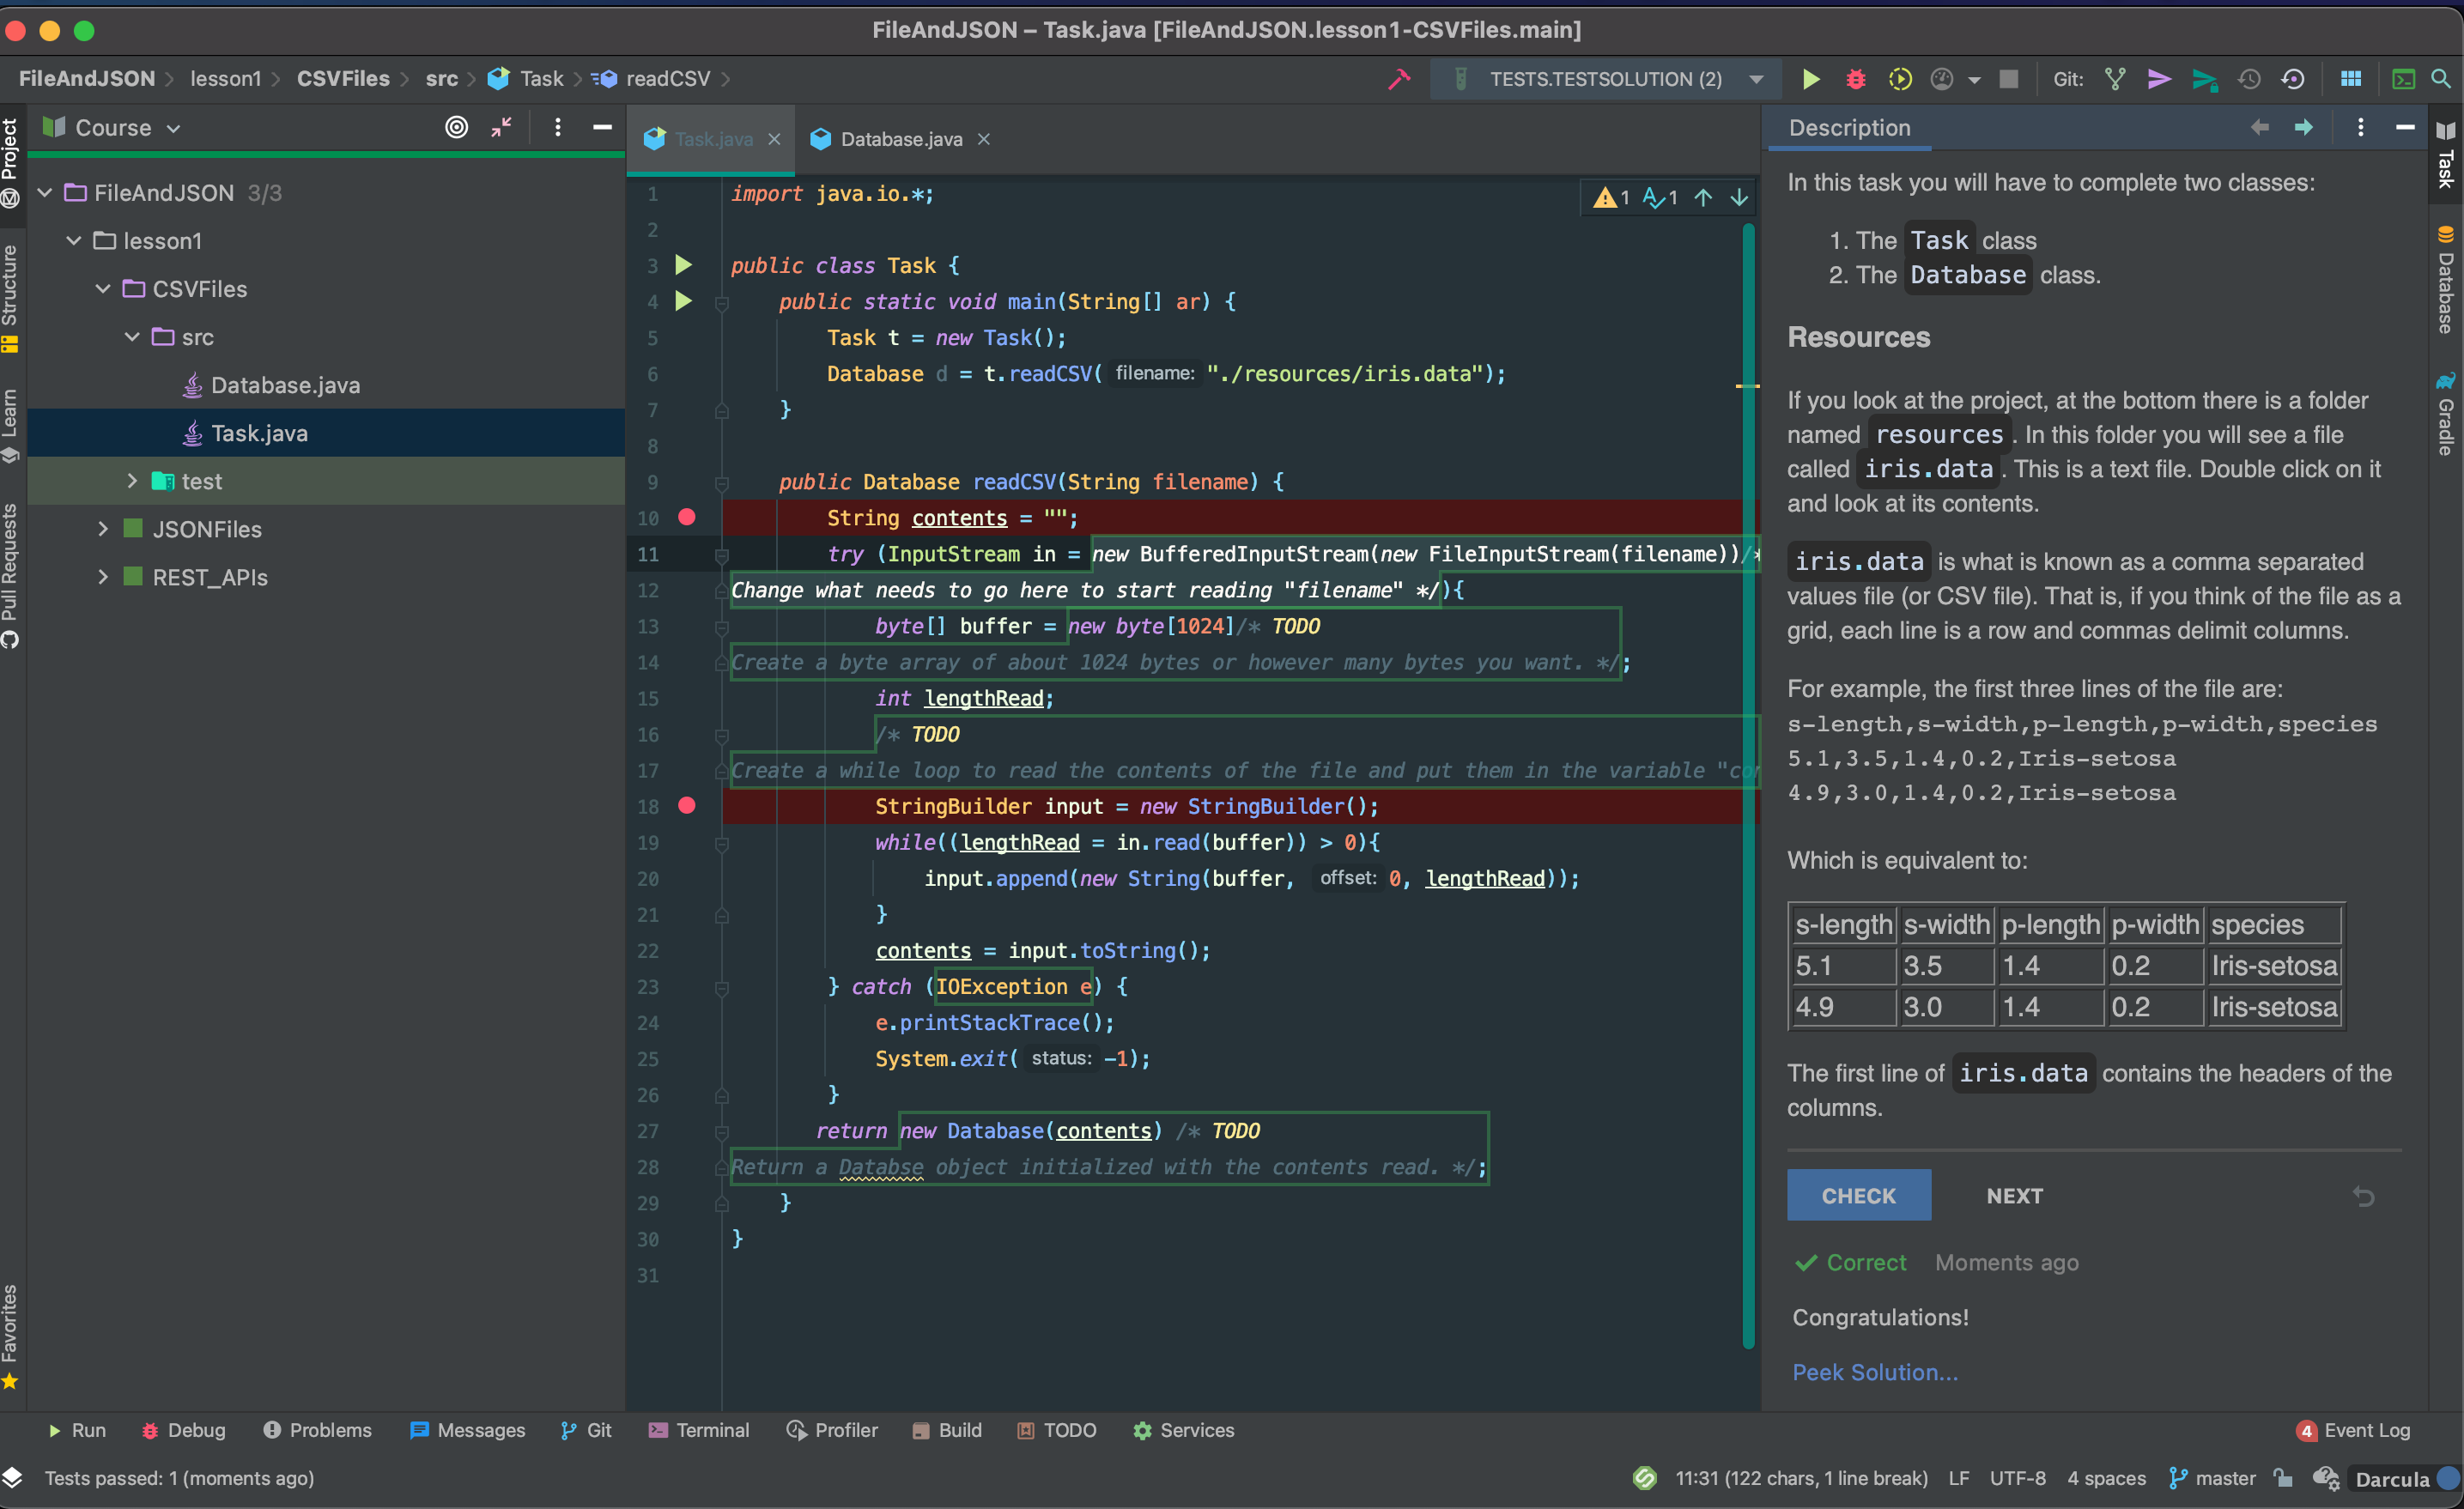 FileAndJSON – Task.java [FileAndJSON.lesson1-CSVFiles.main]
FileAndJSON lesson1 CSVFiles src Task readCSV
TESTS.TESTSOLUTION (2)
Git:
Project
Structure
Learn
Pull Requests
Favorites
Course
FileAndJSON 3/3
lesson1
CSVFiles
src
Database.java
Task.java
test
JSONFiles
REST_APIs
Task.java
Database.java
1 1
1 import java.io.*;
2
3 public class Task {
4 public static void main(String[] ar) {
5 Task t = new Task();
6 Database d = t.readCSV( filename: "./resources/iris.data");
7 }
8
9 public Database readCSV(String filename) {
10 String contents = "";
11 try (InputStream in = new BufferedInputStream(new FileInputStream(filename))/*
12 Change what needs to go here to start reading "filename" */){
13 byte[] buffer = new byte[1024]/* TODO
14 Create a byte array of about 1024 bytes or however many bytes you want. */;
15 int lengthRead;
16 /* TODO
17 Create a while loop to read the contents of the file and put them in the variable "con
18 StringBuilder input = new StringBuilder();
19 while((lengthRead = in.read(buffer)) > 0){
20 input.append(new String(buffer, offset: 0, lengthRead));
21 }
22 contents = input.toString();
23 } catch (IOException e) {
24 e.printStackTrace();
25 System.exit( status: -1);
26 }
27 return new Database(contents) /* TODO
28 Return a Databse object initialized with the contents read. */;
29 }
30 }
31
Description
In this task you will have to complete two classes:
1. The Task class
2. The Database class.
Resources
If you look at the project, at the bottom there is a folder
named resources . In this folder you will see a file
called iris.data . This is a text file. Double click on it
and look at its contents.
iris.data is what is known as a comma separated
values file (or CSV file). That is, if you think of the file as a
grid, each line is a row and commas delimit columns.
For example, the first three lines of the file are:
s-length,s-width,p-length,p-width,species
5.1,3.5,1.4,0.2,Iris-setosa
4.9,3.0,1.4,0.2,Iris-setosa
Which is equivalent to:
s-length s-width p-length p-width species
5.1 3.5 1.4 0.2 Iris-setosa
4.9 3.0 1.4 0.2 Iris-setosa
The first line of iris.data contains the headers of the
columns.
CHECK NEXT
Correct Moments ago
Congratulations!
Peek Solution...
Task
Database
Gradle
Run Debug Problems Messages Git Terminal Profiler Build TODO Services
4 Event Log
Tests passed: 1 (moments ago)
11:31 (122 chars, 1 line break) LF UTF-8 4 spaces master Darcula